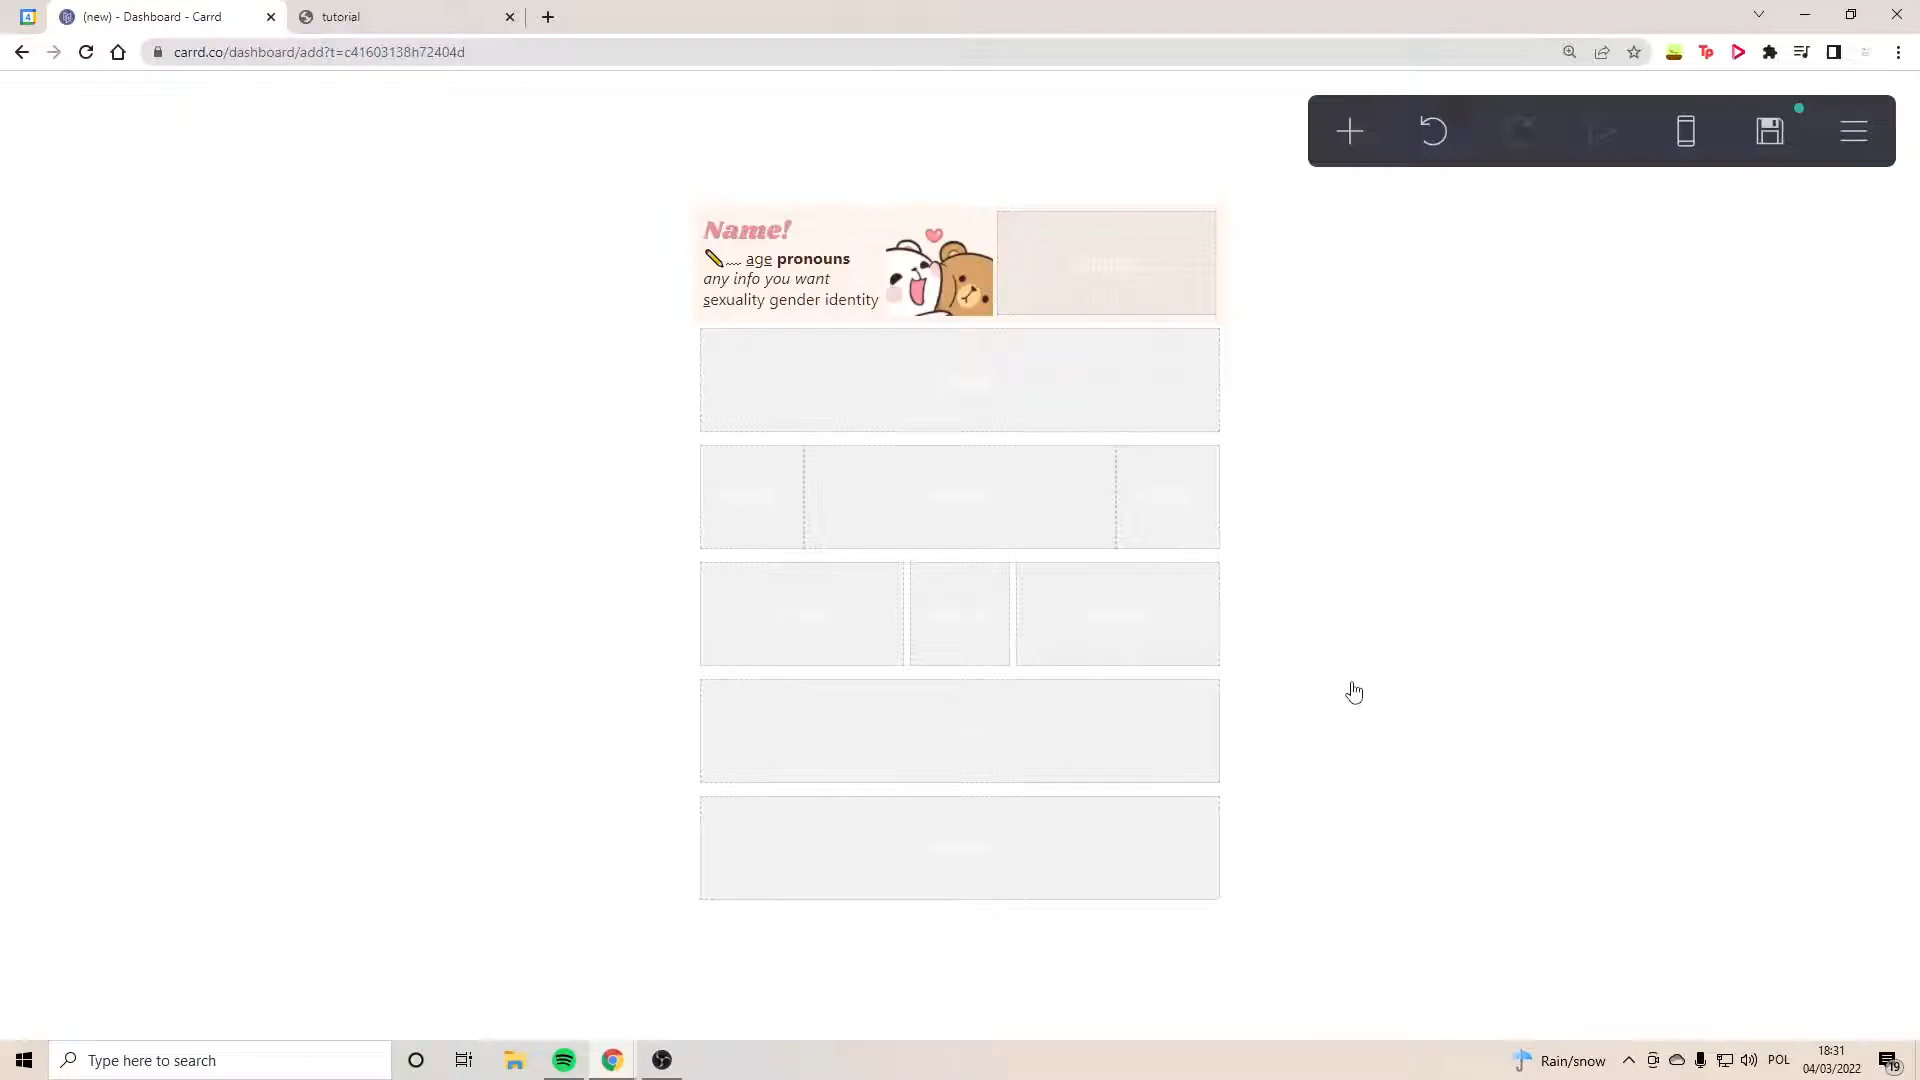 (new) - Dashboard - Carrd
tutorial
carrd.co/dashboard/add?t=c41603138h72404d
Name!
age pronouns
any info you want
sexuality gender identity
Type here to search
Rain/snow
POL
18:31
04/03/2022
19